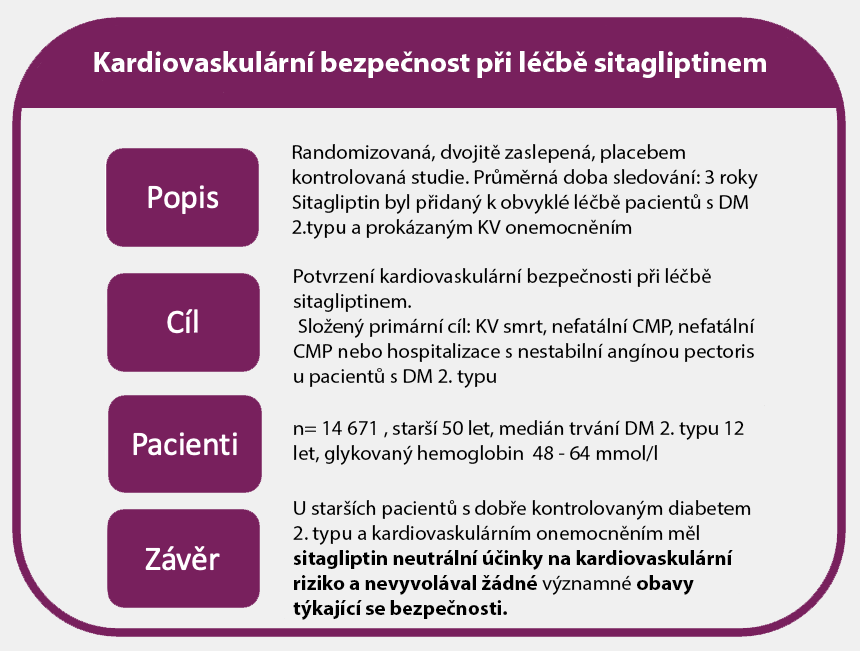 Kardiovaskulární bezpečnost při léčbě sitagliptinem
Popis
Randomizovaná, dvojitě zaslepená, placebem
kontrolovaná studie. Průměrná doba sledování: 3 roky
Sitagliptin byl přidaný k obvyklé léčbě pacientů s DM
2.typu a prokázaným KV onemocněním
Cíl
Potvrzení kardiovaskulární bezpečnosti při léčbě
sitagliptinem.
Složený primární cíl: KV smrt, nefatální CMP, nefatální
CMP nebo hospitalizace s nestabilní angínou pectoris
u pacientů s DM 2. typu
Pacienti
n= 14 671 , starší 50 let, medián trvání DM 2. typu 12
let, glykovaný hemoglobin 48 - 64 mmol/l
Závěr
U starších pacientů s dobře kontrolovaným diabetem
2. typu a kardiovaskulárním onemocněním měl
sitagliptin neutrální účinky na kardiovaskulární
riziko a nevyvolával žádné významné obavy
týkající se bezpečnosti.